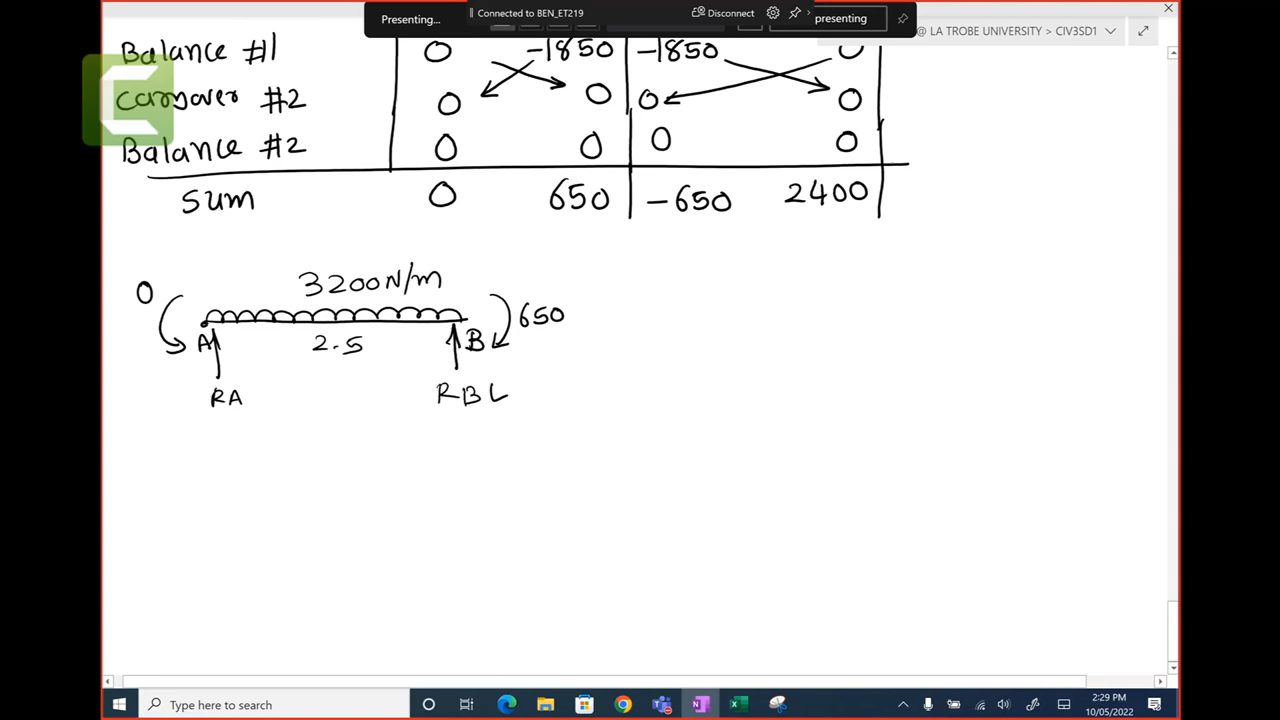 Presenting...
Connected to BEN_ET219
Disconnect
presenting
@ LA TROBE UNIVERSITY > CIV3SD1
Balance #1 0 -1850 -1850 0
Carryover #2 0 0 0 0
Balance #2 0 0 0 0
Sum 0 650 -650 2400
3200N/m
0
650
A 2.5 B
RA RBL
Type here to search
2:29 PM
10/05/2022